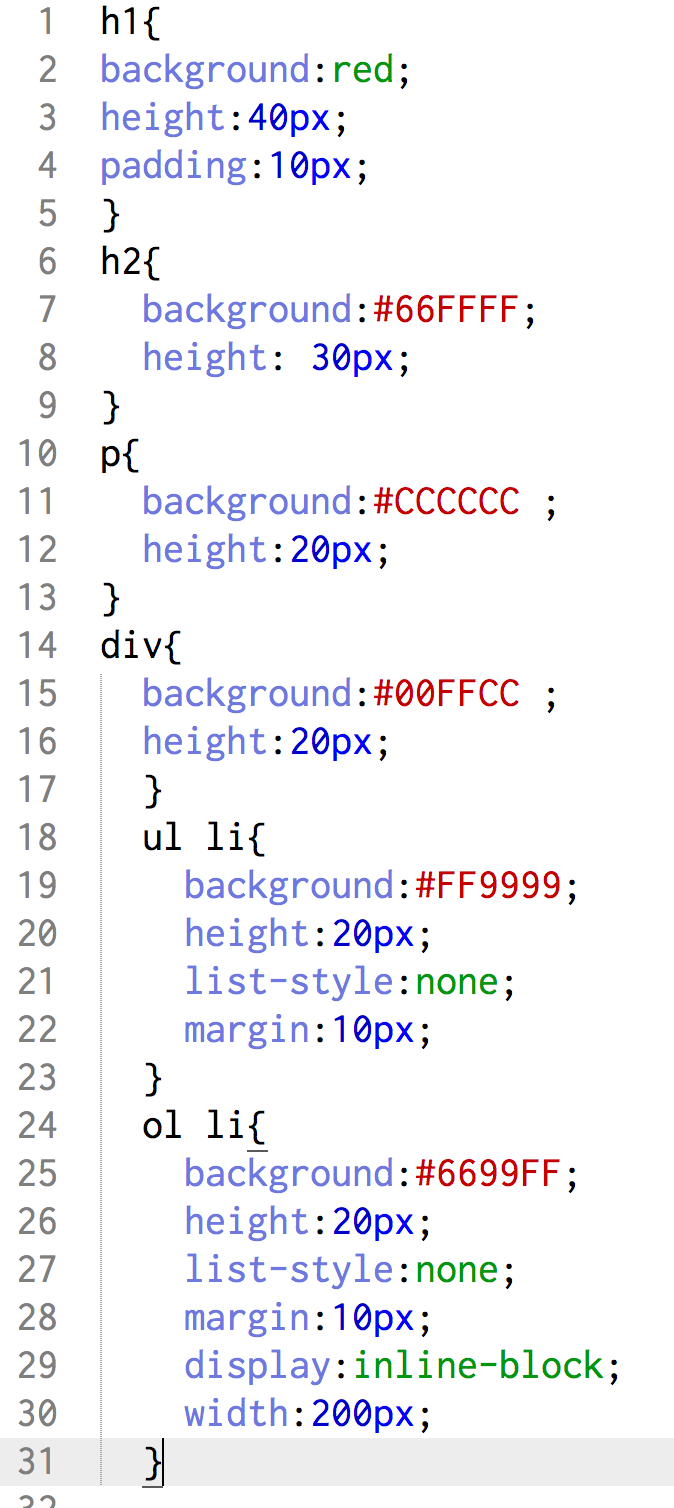 1 h1{
2 background:red;
3 height:40px;
4 padding:10px;
5 }
6 h2{
7   background:#66FFFF;
8   height: 30px;
9 }
10 p{
11   background:#CCCCCC ;
12   height:20px;
13 }
14 div{
15   background:#00FFCC ;
16   height:20px;
17   }
18   ul li{
19     background:#FF9999;
20     height:20px;
21     list-style:none;
22     margin:10px;
23   }
24   ol li{
25     background:#6699FF;
26     height:20px;
27     list-style:none;
28     margin:10px;
29     display:inline-block;
30     width:200px;
31   }
32